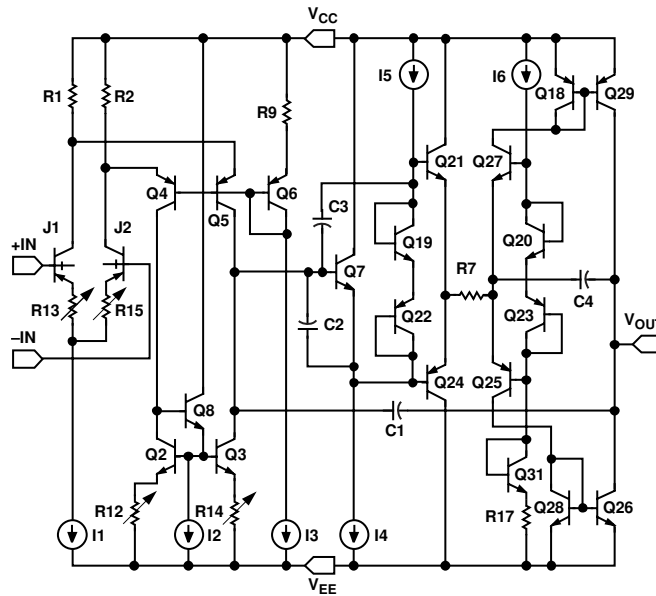 VCC
I5
I6
R1
R2
R9
Q18
Q29
Q21
Q27
Q4
Q5
Q6
C3
J1
J2
+IN
Q19
Q20
Q7
R7
C4
R13
R15
C2
Q22
Q23
VOUT
–IN
Q24
Q25
Q8
C1
Q2
Q3
Q31
R12
R14
R17
Q28
Q26
I1
I2
I3
I4
VEE